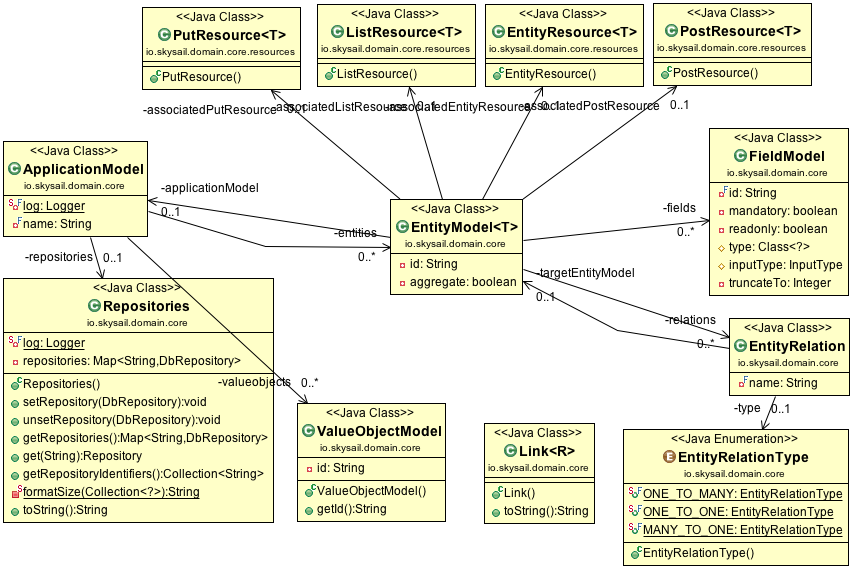 <<Java Class>>
PutResource<T>
io.skysail.domain.core.resources
PutResource()
<<Java Class>>
ListResource<T>
io.skysail.domain.core.resources
ListResource()
<<Java Class>>
EntityResource<T>
io.skysail.domain.core.resources
EntityResource()
<<Java Class>>
PostResource<T>
io.skysail.domain.core.resources
PostResource()
-associatedPutResource
0..1
-associatedListResource
0..1
-associatedEntityResource
0..1
-associatedPostResource
0..1
<<Java Class>>
ApplicationModel
io.skysail.domain.core
log: Logger
name: String
-applicationModel
0..1
-entities
0..*
<<Java Class>>
EntityModel<T>
io.skysail.domain.core
id: String
aggregate: boolean
-fields
0..*
<<Java Class>>
FieldModel
io.skysail.domain.core
id: String
mandatory: boolean
readonly: boolean
type: Class<?>
inputType: InputType
truncateTo: Integer
-repositories
0..1
-targetEntityModel
0..1
-relations
0..*
<<Java Class>>
Repositories
io.skysail.domain.core
log: Logger
repositories: Map<String,DbRepository>
Repositories()
setRepository(DbRepository):void
unsetRepository(DbRepository):void
getRepositories():Map<String,DbRepository>
get(String):Repository
getRepositoryIdentifiers():Collection<String>
formatSize(Collection<?>):String
toString():String
-valueobjects
0..*
<<Java Class>>
ValueObjectModel
io.skysail.domain.core
id: String
ValueObjectModel()
getId():String
<<Java Class>>
Link<R>
io.skysail.domain.core
Link()
toString():String
<<Java Class>>
EntityRelation
io.skysail.domain.core
name: String
-type
0..1
<<Java Enumeration>>
EntityRelationType
io.skysail.domain.core
ONE_TO_MANY: EntityRelationType
ONE_TO_ONE: EntityRelationType
MANY_TO_ONE: EntityRelationType
EntityRelationType()